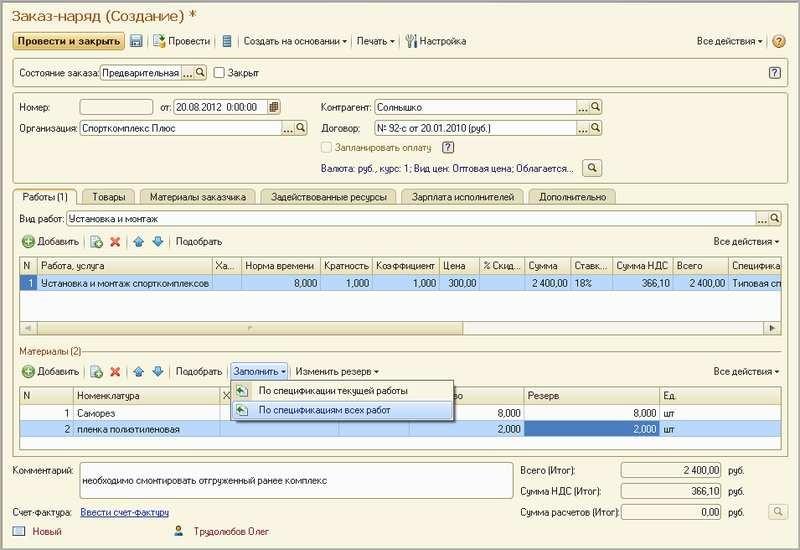 Заказ-наряд (Создание) *
Провести и закрыть Провести Создать на основании Печать Настройка Все действия
Состояние заказа: Предварительная ... Закрыт
Номер: от: 20.08.2012 0:00:00 Контрагент: Солнышко ...
Организация: Спорткомплекс Плюс ... Договор: № 92-с от 20.01.2010 (руб.) ...
Запланировать оплату
Валюта: руб., курс: 1; Вид цен: Оптовая цена; Облагается...
Работы (1) Товары Материалы заказчика Задействованные ресурсы Зарплата исполнителей Дополнительно
Вид работ: Установка и монтаж ...
Добавить Подобрать Все действия
N Работа, услуга Ха... Норма времени Кратность Коэффициент Цена % Скид... Сумма Ставк... Сумма НДС Всего Специфика
1 Установка и монтаж спорткомплексов 8,000 1,000 1,000 300,00 2 400,00 18% 366,10 2 400,00 Типовая сп
Материалы (2)
Добавить Подобрать Заполнить Изменить резерв Все действия
N Номенклатура Х во Резерв Ед.
По спецификации текущей работы
1 Саморез 8,000 8,000 шт
По спецификациям всех работ
2 пленка полиэтиленовая 2,000 2,000 шт
Комментарий: необходимо смонтировать отгруженный ранее комплекс
Всего (Итог): 2 400,00 руб.
Сумма НДС (Итог): 366,10 руб.
Счет-фактура: Ввести счет-фактуру Сумма расчетов (Итог): 0,00 руб.
Новый Трудолюбов Олег